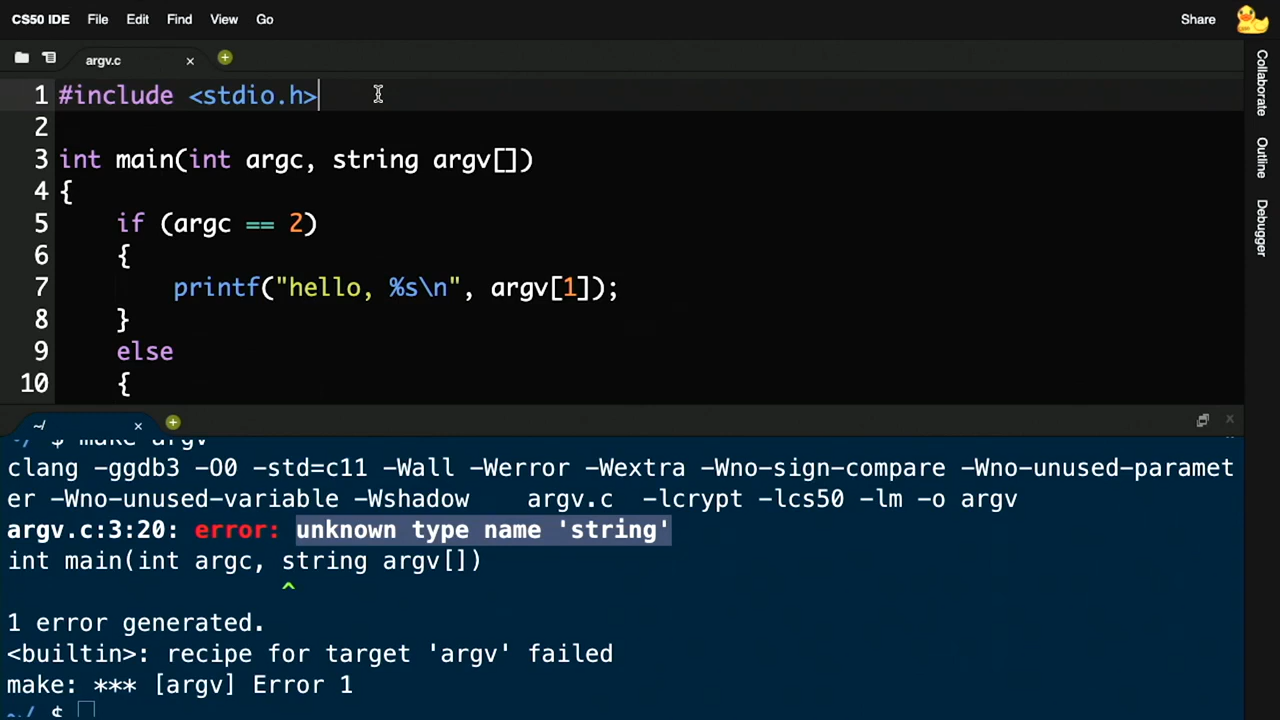 CS50 IDE File Edit Find View Go Share
argv.c
1 #include <stdio.h>
2
3 int main(int argc, string argv[])
4 {
5 if (argc == 2)
6 {
7 printf("hello, %s\n", argv[1]);
8 }
9 else
10 {
Collaborate
Outline
Debugger
~/
~/ $ make argv
clang -ggdb3 -O0 -std=c11 -Wall -Werror -Wextra -Wno-sign-compare -Wno-unused-paramet
er -Wno-unused-variable -Wshadow argv.c -lcrypt -lcs50 -lm -o argv
argv.c:3:20: error: unknown type name 'string'
int main(int argc, string argv[])
^
1 error generated.
<builtin>: recipe for target 'argv' failed
make: *** [argv] Error 1
~/ $